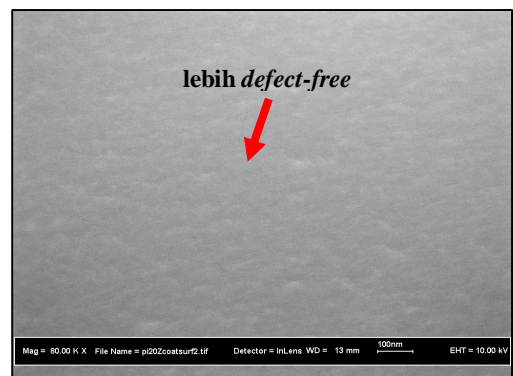 lebih defect-free
100nm
Mag = 80.00 K X File Name = pi20Zcoatsurf2.tif Detector = InLens WD = 13 mm EHT = 10.00 kV